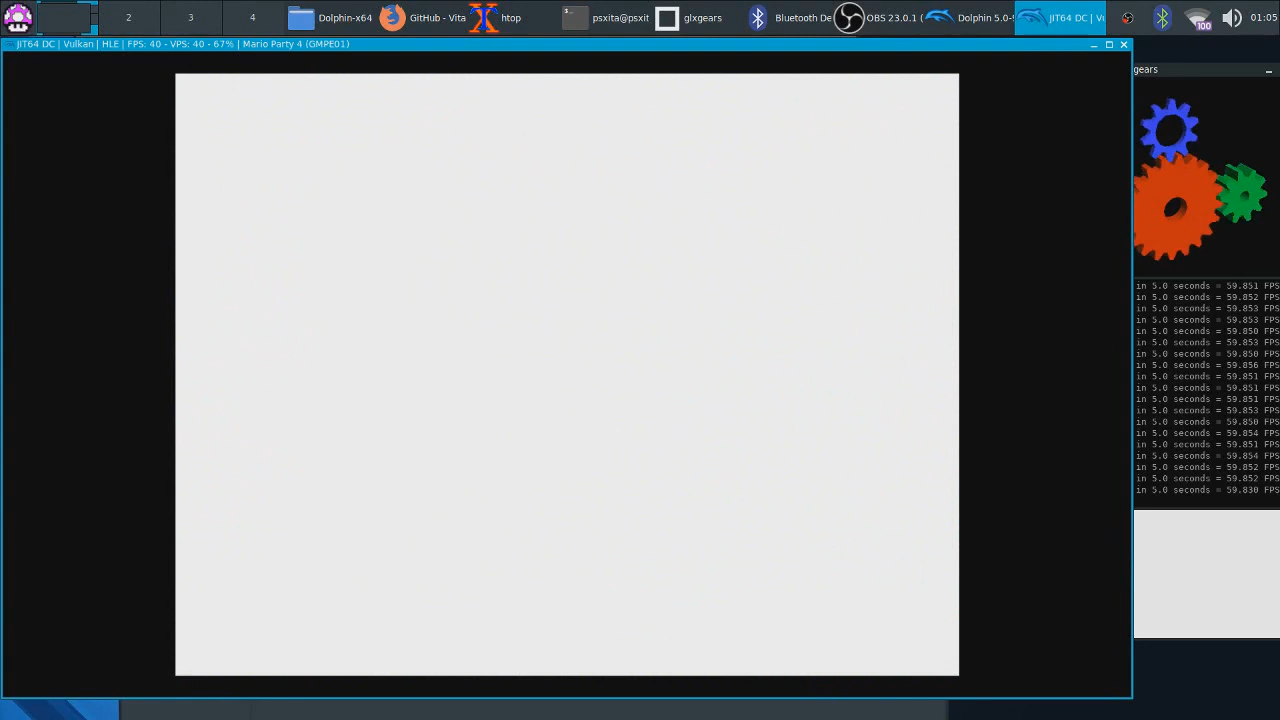 2
3
4
Dolphin-x64
GitHub - Vita
htop
psxita@psxit
glxgears
Bluetooth De
OBS 23.0.1 (
Dolphin 5.0-9
JIT64 DC | Vu
100
01:05
JIT64 DC | Vulkan | HLE | FPS: 40 - VPS: 40 - 67% | Mario Party 4 (GMPE01)
gears
in 5.0 seconds = 59.851 FPS
in 5.0 seconds = 59.852 FPS
in 5.0 seconds = 59.853 FPS
in 5.0 seconds = 59.853 FPS
in 5.0 seconds = 59.850 FPS
in 5.0 seconds = 59.853 FPS
in 5.0 seconds = 59.850 FPS
in 5.0 seconds = 59.856 FPS
in 5.0 seconds = 59.851 FPS
in 5.0 seconds = 59.851 FPS
in 5.0 seconds = 59.851 FPS
in 5.0 seconds = 59.853 FPS
in 5.0 seconds = 59.850 FPS
in 5.0 seconds = 59.854 FPS
in 5.0 seconds = 59.851 FPS
in 5.0 seconds = 59.854 FPS
in 5.0 seconds = 59.852 FPS
in 5.0 seconds = 59.852 FPS
in 5.0 seconds = 59.830 FPS